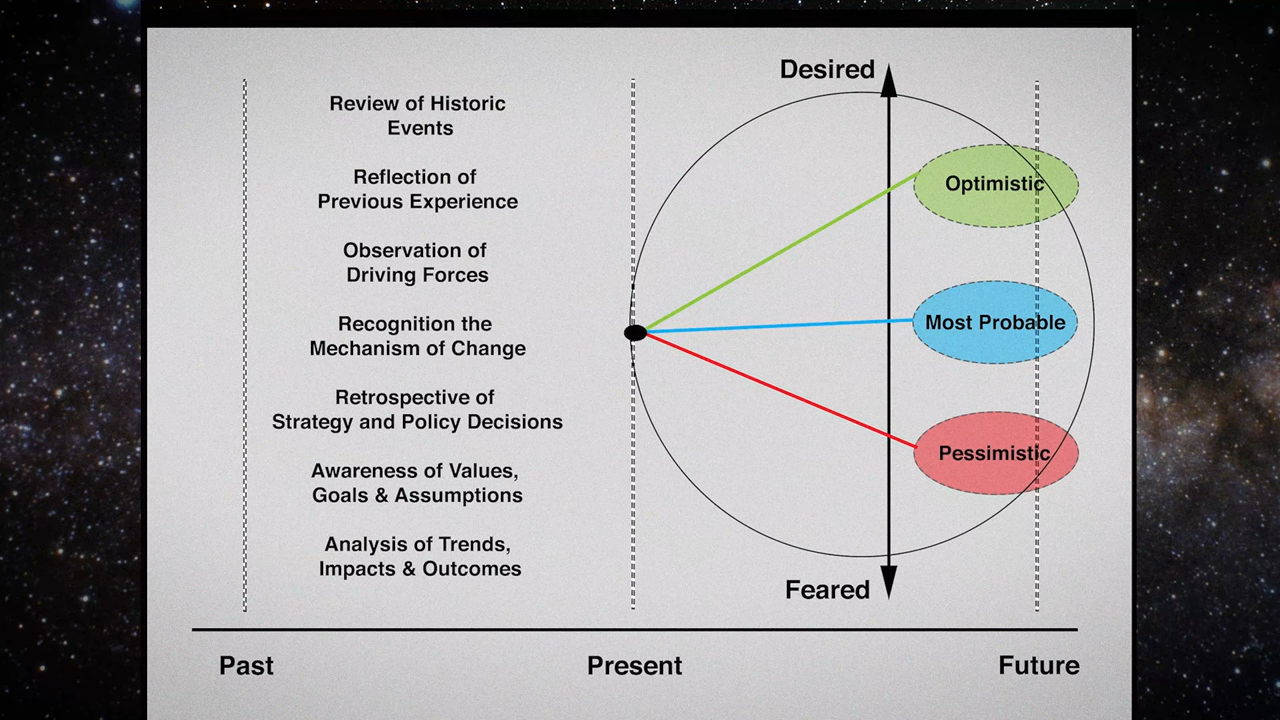 Review of Historic
Events
Reflection of
Previous Experience
Observation of
Driving Forces
Recognition the
Mechanism of Change
Retrospective of
Strategy and Policy Decisions
Awareness of Values,
Goals & Assumptions
Analysis of Trends,
Impacts & Outcomes
Desired
Optimistic
Most Probable
Pessimistic
Feared
Past
Present
Future